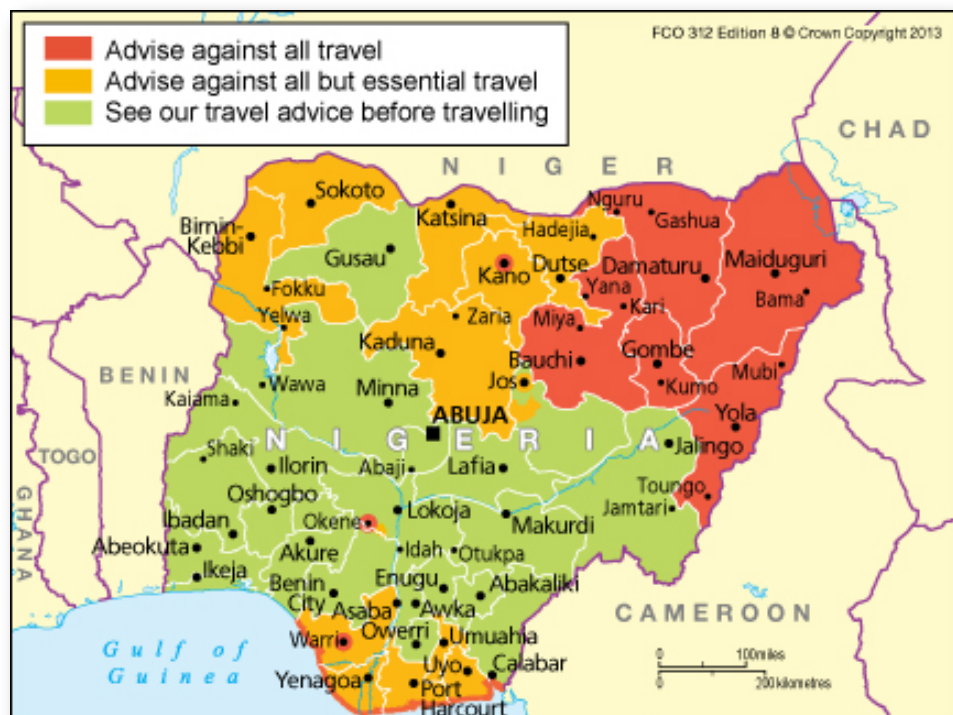 Advise against all travel
Advise against all but essential travel
See our travel advice before travelling
FCO 312 Edition 8 © Crown Copyright 2013
CHAD
NIGER
Sokoto
Katsina
Nguru
Gashua
Birnin-
Kebbi
Hadejia
Gusau
Kano
Dutse
Damaturu
Maiduguri
Fokku
Yana
Kari
Bama
Yelwa
Zaria
Miya
Kaduna
Bauchi
Gombe
BENIN
Wawa
Minna
Jos
Kumo
Mubi
Kaiama
ABUJA
Yola
NIGERIA
Jalingo
TOGO
Shaki
Ilorin
Abaji
Lafia
GHANA
Oshogbo
Toungo
Jamtari
Ibadan
Okene
Lokoja
Makurdi
Abeokuta
Akure
Idah
Otukpa
Ikeja
Benin
City
Enugu
Abakaliki
Asaba
Awka
CAMEROON
Warri
Owerri
Umuahia
Gulf of
Guinea
Uyo
Calabar
Yenagoa
Port
Harcourt
0 100miles
0 200kilometres